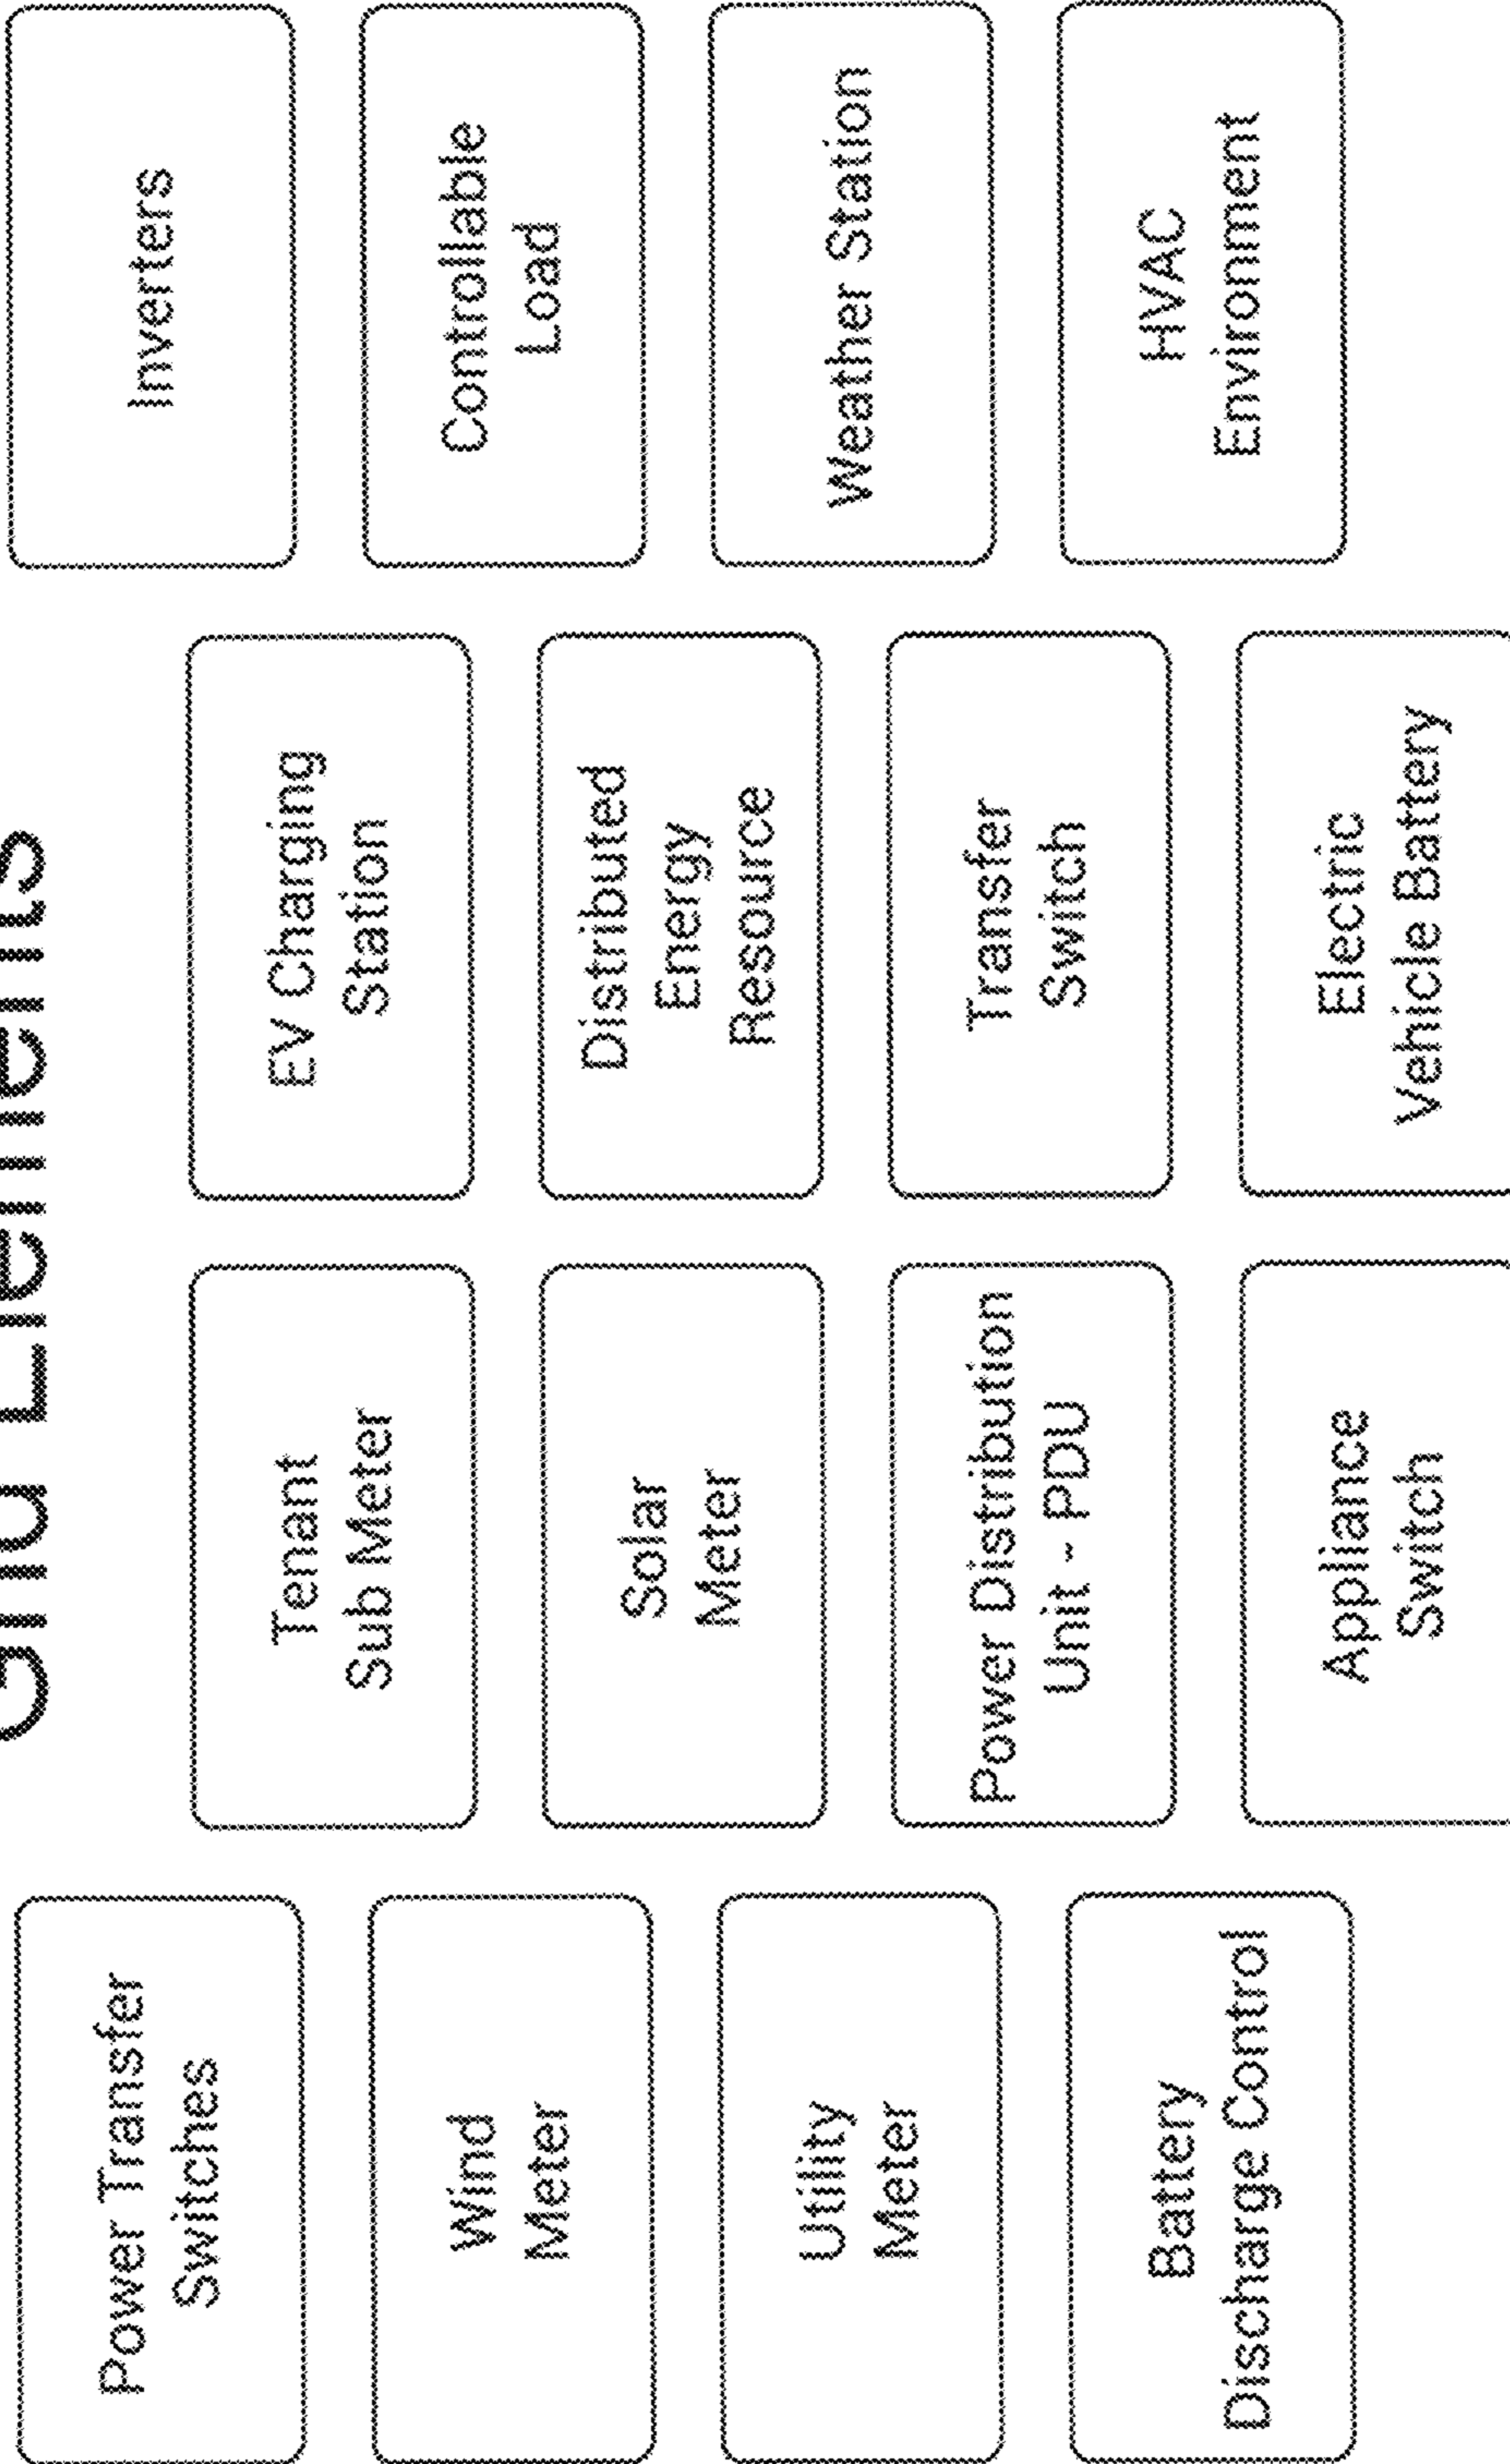 Grid Elements
Power Transfer
Switches
Tenant
Sub Meter
EV Charging
Station
Inverters
Wind
Meter
Solar
Meter
Distributed
Energy
Resource
Controllable
Load
Utility
Meter
Power Distribution
Unit - PDU
Transfer
Switch
Weather Station
Battery
Discharge Control
Appliance
Switch
Electric
Vehicle Battery
HVAC
Environment